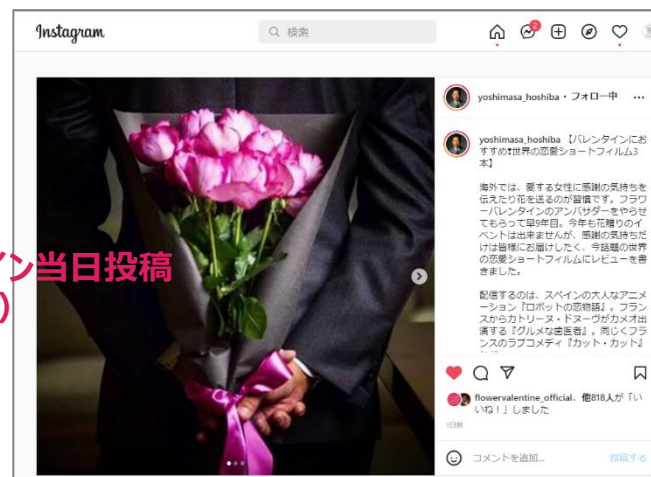 Instagram
検索
2
yoshimasa_hoshiba • フォロー中 …
yoshimasa_hoshiba 【バレンタインにお
すすめ❣世界の恋愛ショートフィルム3
本】
海外では、愛する女性に感謝の気持ちを
伝えたり花を送るのが習慣です。フラワ
ーバレンタインのアンバサダーをやらせ
てもらって早9年目。今年も花贈りのイ
ベントは出来ませんが、感謝の気持ちだ
けは皆様にお届けしたく、今話題の世界
の恋愛ショートフィルムにレビューを書
きました。
配信するのは、スペインの大人なアニメ
ーション『ロボットの恋物語』。フラン
スからカトリーヌ・ドヌーヴがカメオ出
演する『グルメな歯医者』。同じくフラ
ンスのラブコメディ『カット・カット』
イン当日投稿
)
flowervalentine_official、他818人が「い
いね！」しました
1日前
コメントを追加...
投稿する